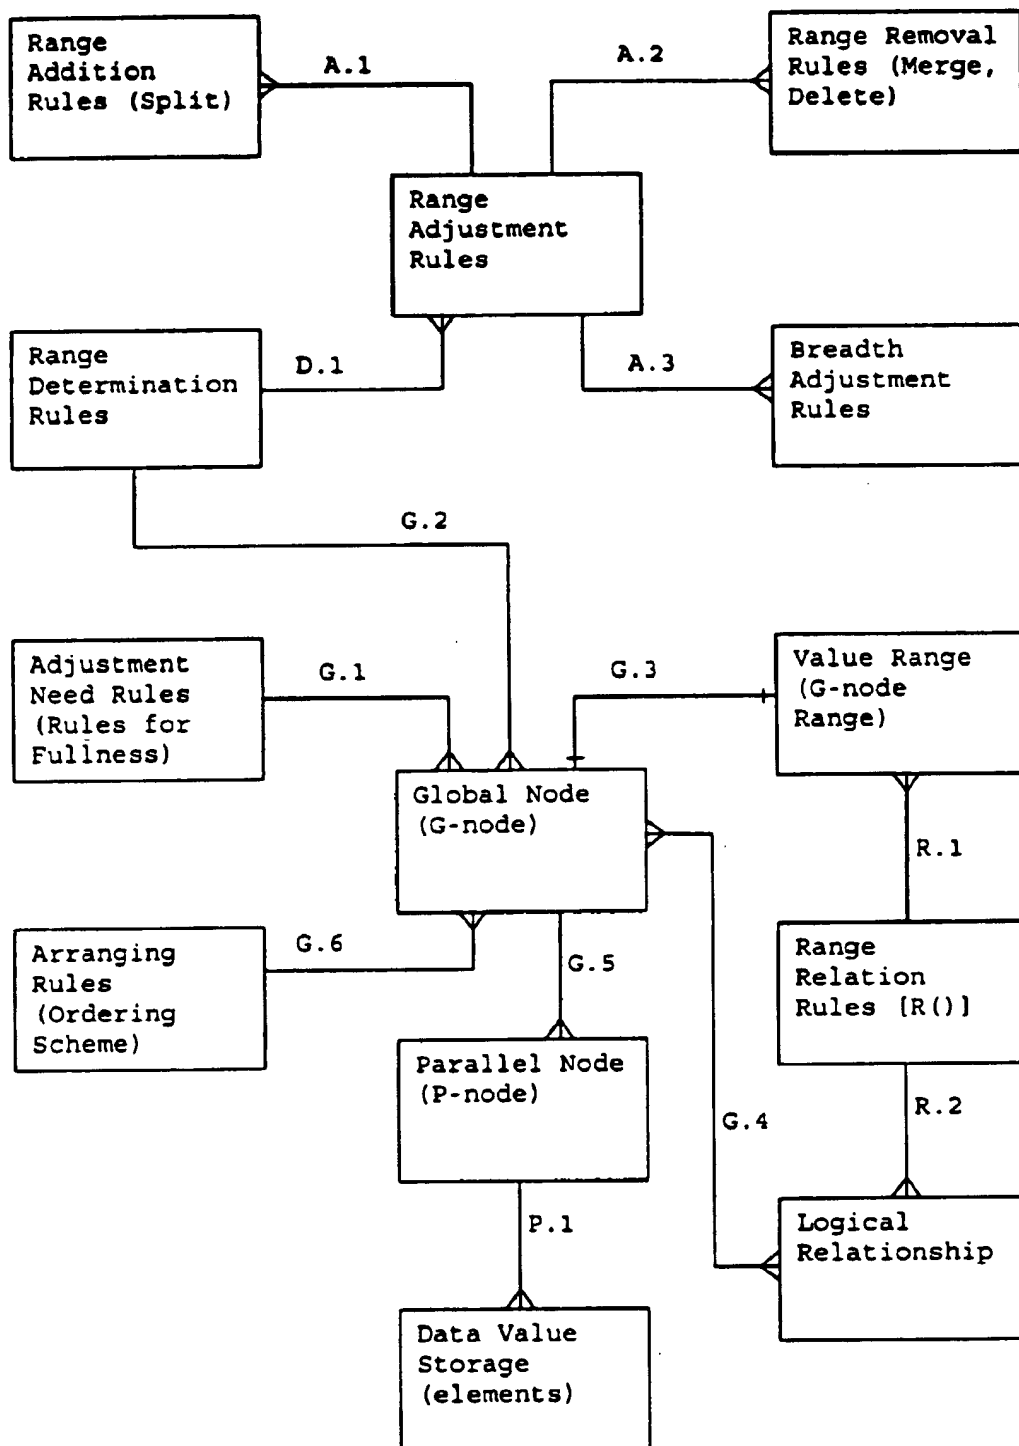 Range
Addition
Rules (Split)
A.1
A.2
Range Removal
Rules (Merge,
Delete)
Range
Adjustment
Rules
Range
Determination
Rules
D.1
A.3
Breadth
Adjustment
Rules
G.2
Adjustment
Need Rules
(Rules for
Fullness)
G.1
G.3
Value Range
(G-node
Range)
Global Node
(G-node)
R.1
Arranging
Rules
(Ordering
Scheme)
G.6
G.5
Range
Relation
Rules [R()]
Parallel Node
(P-node)
G.4
R.2
P.1
Logical
Relationship
Data Value
Storage
(elements)